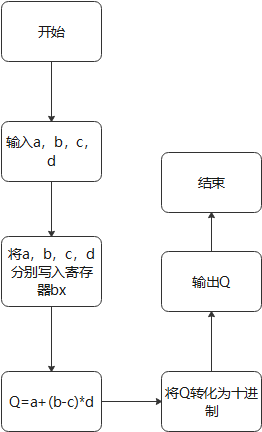 开始
输入a，b，c，
d
将a，b，c，d
分别写入寄存
器bx
Q=a+(b-c)*d
将Q转化为十进
制
输出Q
结束